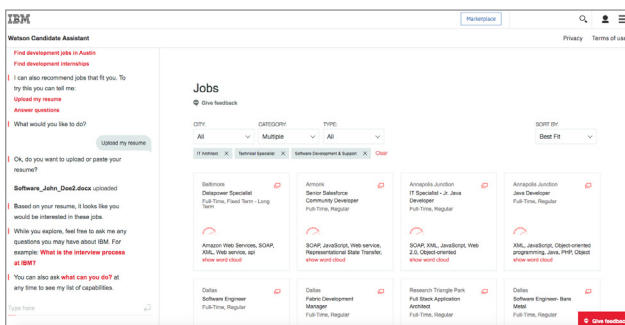 IBM
Marketplace
Watson Candidate Assistant
Privacy Terms of use
Find development jobs in Austin
Find development internships
I can also recommend jobs that fit you. To
try this you can tell me:
Upload my resume
Answer questions
What would you like to do?
Upload my resume
Ok, do you want to upload or paste your
resume?
Software_John_Doe2.docx uploaded
Based on your resume, it looks like you
would be interested in these jobs.
While you explore, feel free to ask me any
questions you may have about IBM. For
example: What is the interview process
at IBM?
You can also ask what can you do? at
any time to see my list of capabilities.
Type here
Jobs
Give feedback
CITY: CATEGORY: TYPE: SORT BY:
All Multiple All Best Fit
IT Architect X Technical Specialist X Software Development & Support X Clear
Baltimore
Datapower Specialist
Full-Time, Fixed Term - Long
Term
Amazon Web Services, SOAP,
XML, Web service, api
show word cloud
Armonk
Senior Salesforce
Community Developer
Full-Time, Regular
SOAP, JavaScript, Web service,
Representational State Transfer,
show word cloud
Annapolis Junction
IT Specialist - Jr. Java
Developer
Full-Time, Regular
SOAP, XML, JavaScript, Web
2.0, Object-oriented
show word cloud
Annapolis Junction
Java Developer
Full-Time, Regular
XML, JavaScript, Object-oriented
programming, Java, PHP, Object
show word cloud
Dallas
Software Engineer
Full-Time, Regular
Dallas
Fabric Development
Manager
Full-Time, Regular
Research Triangle Park
Full Stack Application
Architect
Full-Time, Regular
Dallas
Software Engineer- Bare
Metal
Full-Time, Regular
Give feedbac